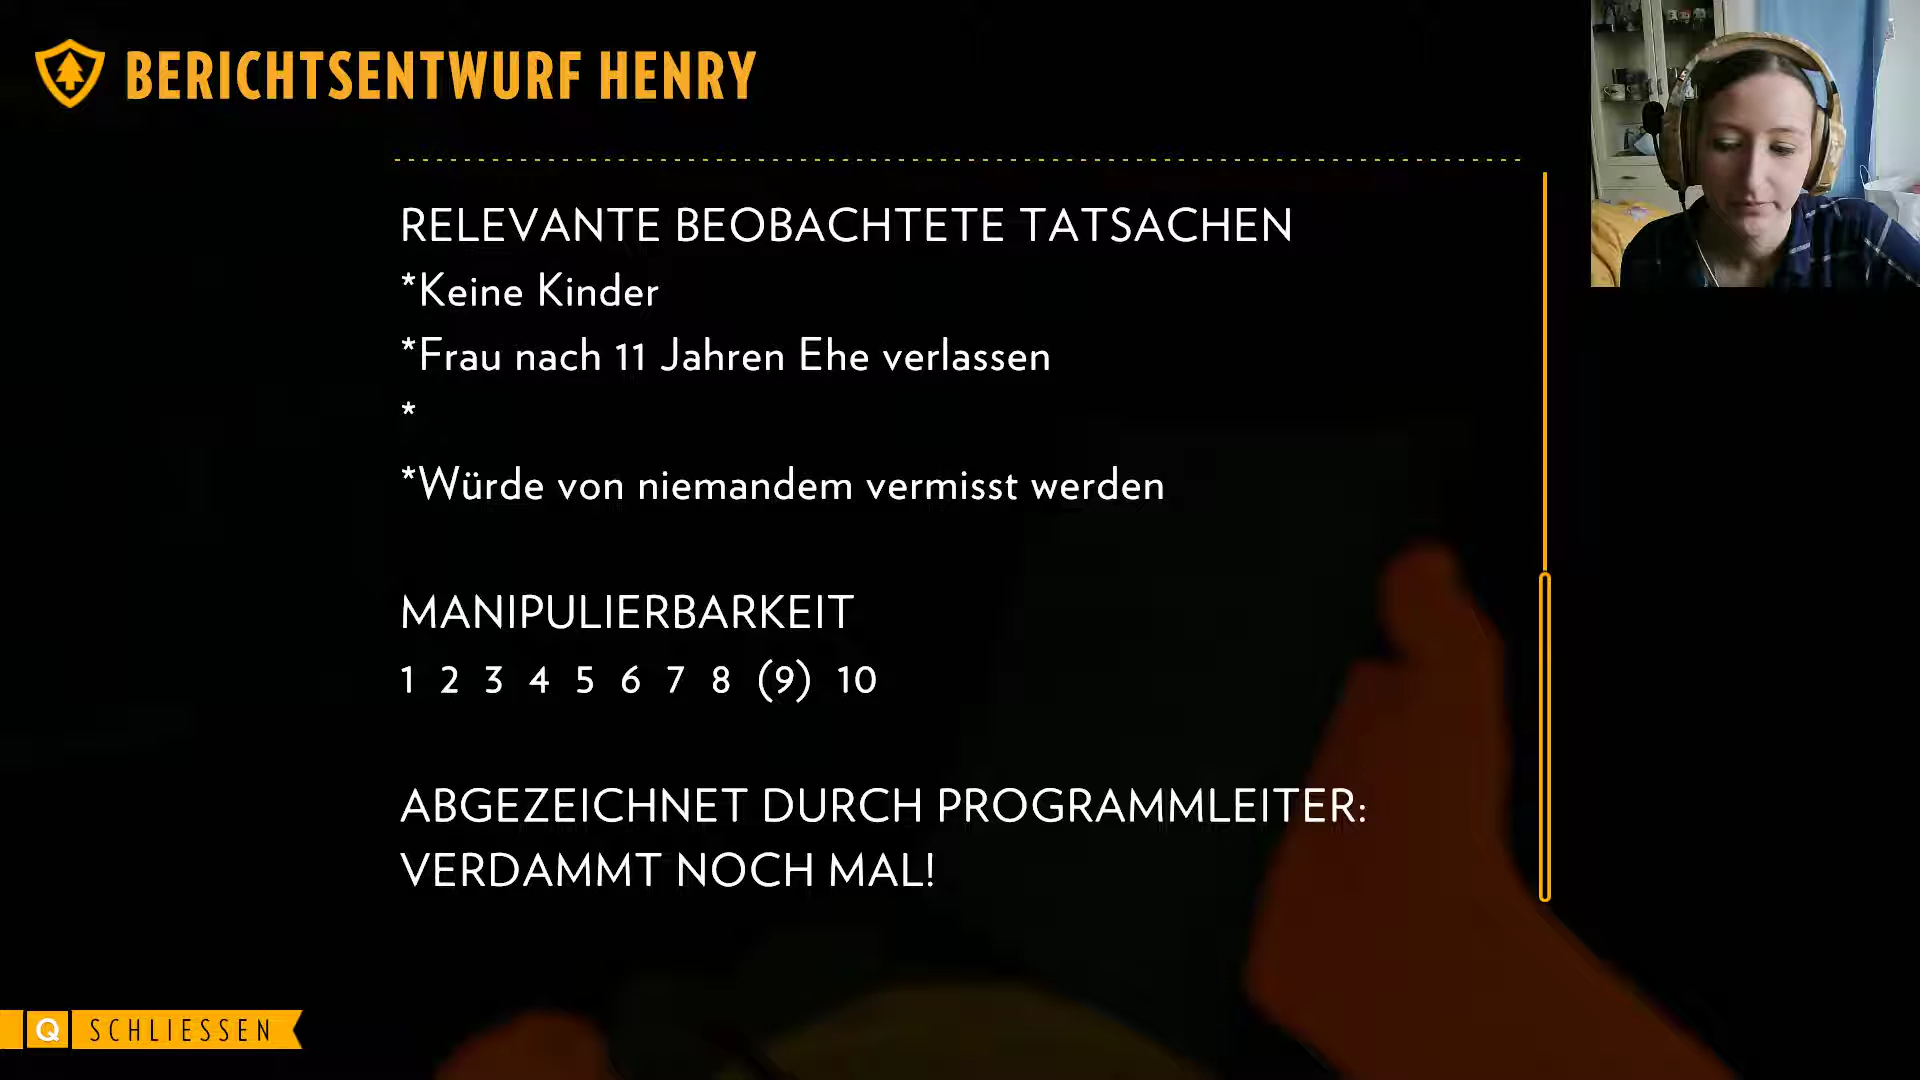 BERICHTSENTWURF HENRY
RELEVANTE BEOBACHTETE TATSACHEN
*Keine Kinder
*Frau nach 11 Jahren Ehe verlassen
*
*Würde von niemandem vermisst werden
MANIPULIERBARKEIT
1 2 3 4 5 6 7 8 (9) 10
ABGEZEICHNET DURCH PROGRAMMLEITER:
VERDAMMT NOCH MAL!
Q SCHLIESSEN